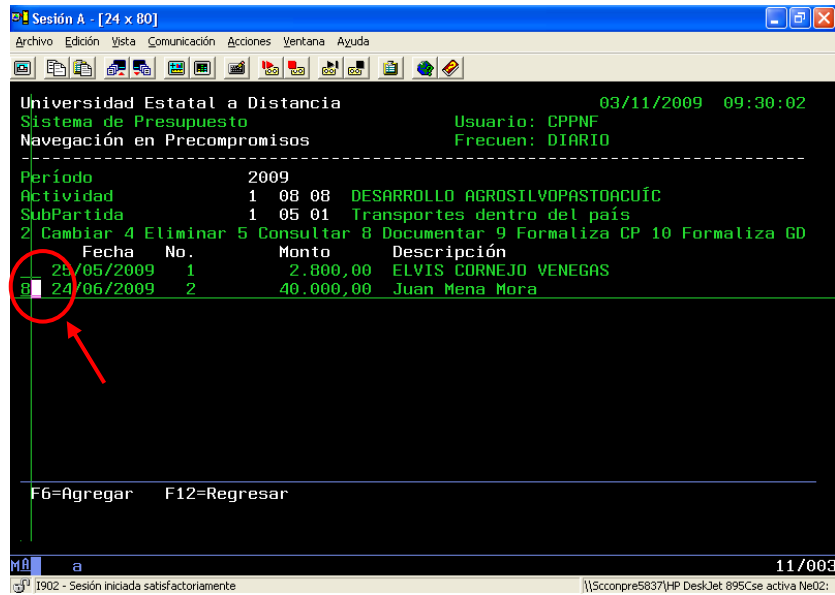 Sesión A - [24 x 80]
Archivo Edición Vista Comunicación Acciones Ventana Ayuda
Universidad Estatal a Distancia 03/11/2009 09:30:02
Sistema de Presupuesto Usuario: CPPNF
Navegación en Precompromisos Frecuen: DIARIO
--------------------------------------------------------------------------------
Período 2009
Actividad 1 08 08 DESARROLLO AGROSILVOPASTOACUÍC
SubPartida 1 05 01 Transportes dentro del país
2 Cambiar 4 Eliminar 5 Consultar 8 Documentar 9 Formaliza CP 10 Formaliza GD
Fecha No. Monto Descripción
25/05/2009 1 2.800,00 ELVIS CORNEJO VENEGAS
8 24/06/2009 2 40.000,00 Juan Mena Mora
F6=Agregar F12=Regresar
MA a 11/003
I902 - Sesión iniciada satisfactoriamente \\Scconpre5837\HP DeskJet 895Cse activa Ne02: